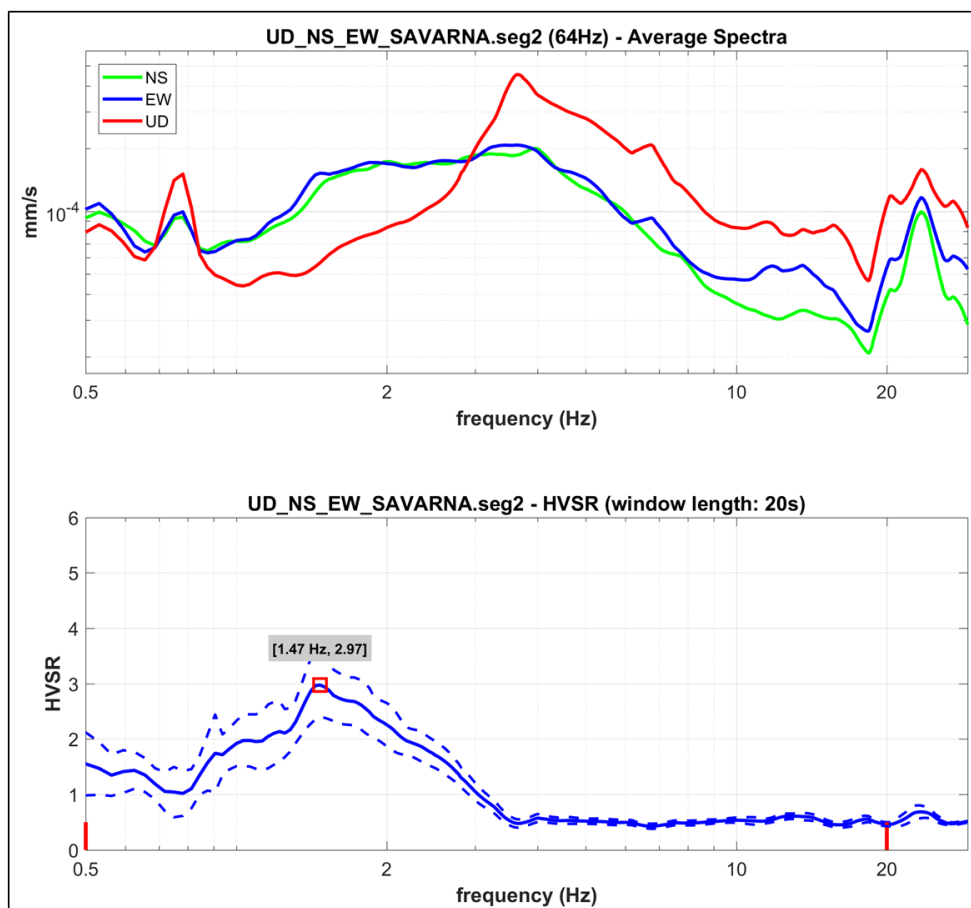 UD_NS_EW_SAVARNA.seg2 (64Hz) - Average Spectra
NS
EW
UD
mm/s
10-4
0.5
2
10
20
frequency (Hz)
UD_NS_EW_SAVARNA.seg2 - HVSR (window length: 20s)
HVSR
6
5
4
3
2
1
0
[1.47 Hz, 2.97]
0.5
2
10
20
frequency (Hz)